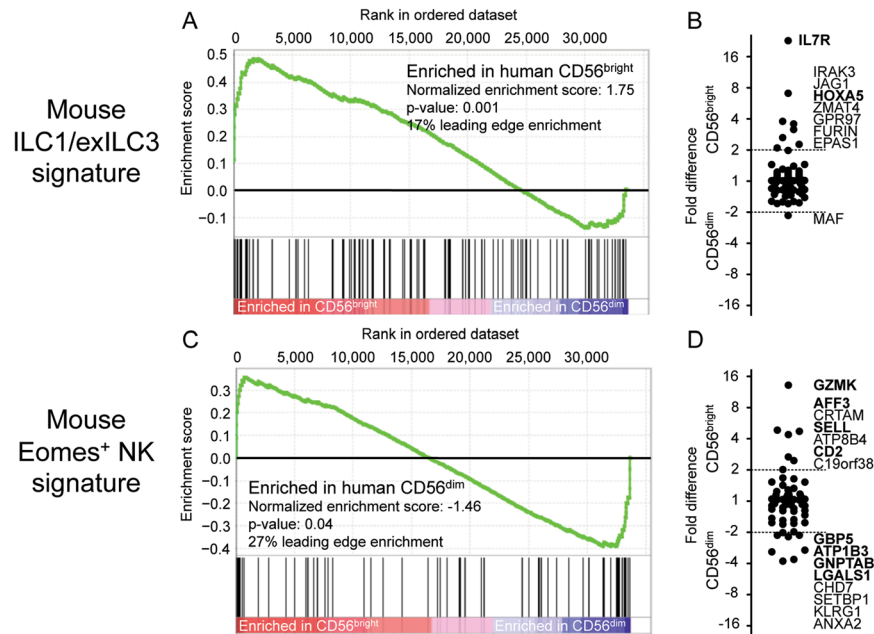 A
Rank in ordered dataset
0 5,000 10,000 15,000 20,000 25,000 30,000
Mouse
ILC1/exILC3
signature
Enrichment score
0.5
0.4
0.3
0.2
0.1
0.0
−0.1
Enriched in human CD56bright
Normalized enrichment score: 1.75
p-value: 0.001
17% leading edge enrichment
Enriched in CD56bright
Enriched in CD56dim
B
Fold difference
CD56bright
CD56dim
16
8
4
2
1
-2
-4
-8
-16
IL7R
IRAK3
JAG1
HOXA5
ZMAT4
GPR97
FURIN
EPAS1
MAF
C
Rank in ordered dataset
0 5,000 10,000 15,000 20,000 25,000 30,000
Mouse
Eomes+ NK
signature
Enrichment score
0.3
0.2
0.1
0.0
−0.1
−0.2
−0.3
−0.4
Enriched in human CD56dim
Normalized enrichment score: -1.46
p-value: 0.04
27% leading edge enrichment
Enriched in CD56bright
Enriched in CD56dim
D
Fold difference
CD56bright
CD56dim
16
8
4
2
1
-2
-4
-8
-16
GZMK
AFF3
CRTAM
SELL
ATP8B4
CD2
C19orf38
GBP5
ATP1B3
GNPTAB
LGALS1
CHD7
SETBP1
KLRG1
ANXA2